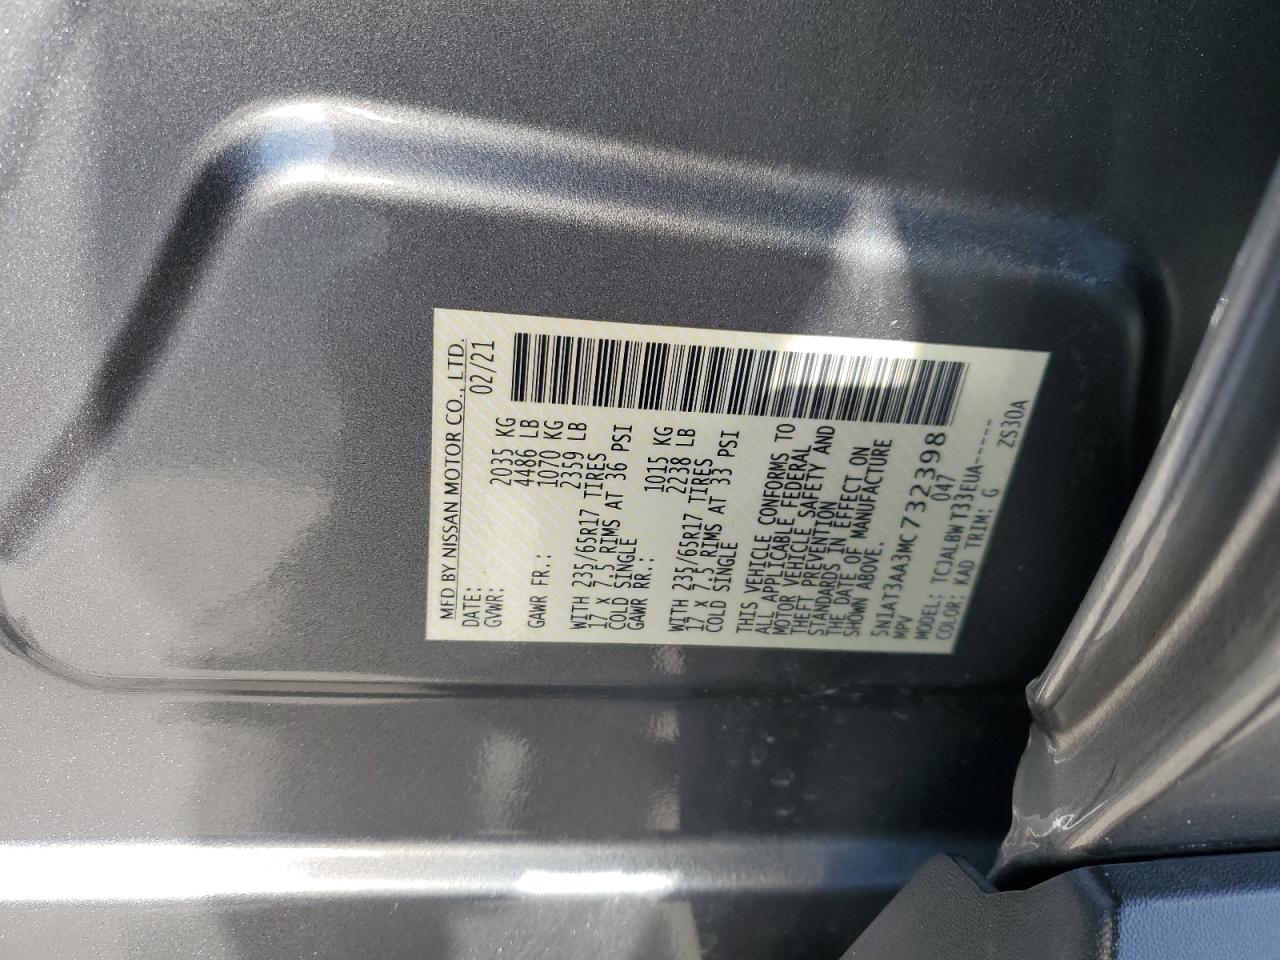 MFD BY NISSAN MOTOR CO., LTD.
DATE: 02/21
GVWR: 2035 KG
4486 LB
GAWR FR.: 1070 KG
2359 LB
WITH 235/65R17 TIRES
17 X 7.5 RIMS AT 36 PSI
COLD SINGLE
GAWR RR.: 1015 KG
2238 LB
WITH 235/65R17 TIRES
17 X 7.5 RIMS AT 33 PSI
COLD SINGLE
THIS VEHICLE CONFORMS TO
ALL APPLICABLE FEDERAL
MOTOR VEHICLE SAFETY AND
THEFT PREVENTION
STANDARDS IN EFFECT ON
THE DATE OF MANUFACTURE
SHOWN ABOVE.
5N1AT3AA3MC732398
MPV 047
MODEL: TCJALBWT33EUA-----
COLOR: KAD TRIM: G ZS30A